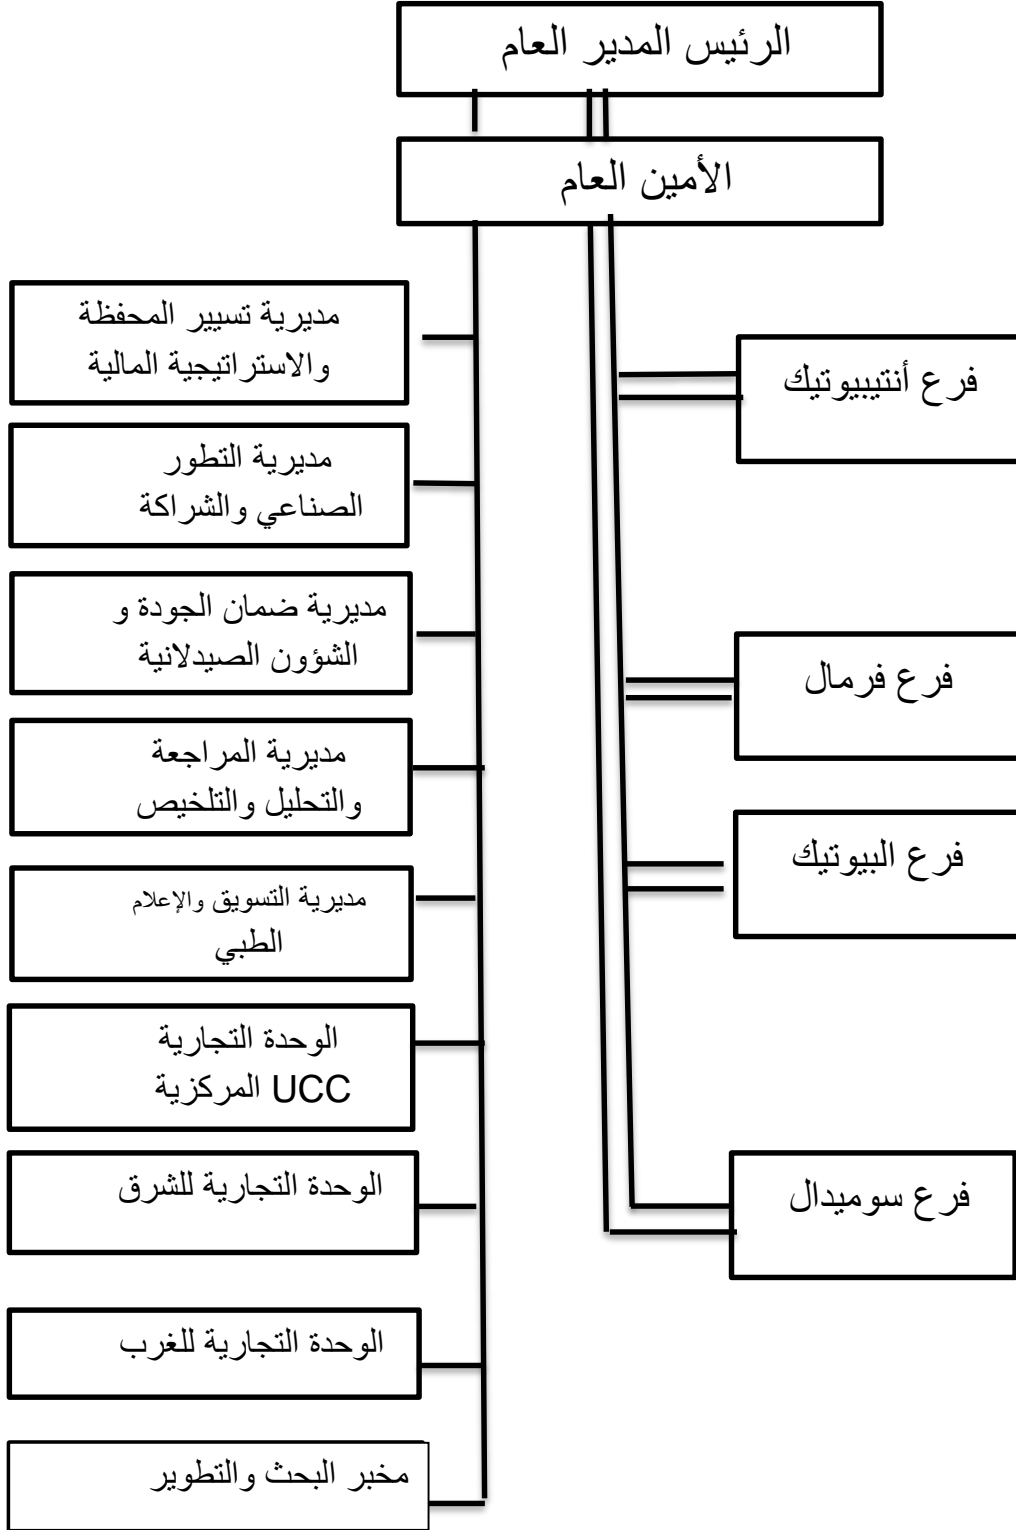 الرئيس المدير العام
الأمين العام
مديرية تسيير المحفظة
والاستراتيجية المالية
مديرية التطور
الصناعي والشراكة
مديرية ضمان الجودة و
الشؤون الصيدلانية
مديرية المراجعة
والتحليل والتلخيص
مديرية التسويق والإعلام
الطبي
الوحدة التجارية
المركزية UCC
الوحدة التجارية للشرق
الوحدة التجارية للغرب
مخبر البحث والتطوير
فرع أنتيبيوتيك
فرع فرمال
فرع البيوتيك
فرع سوميدال